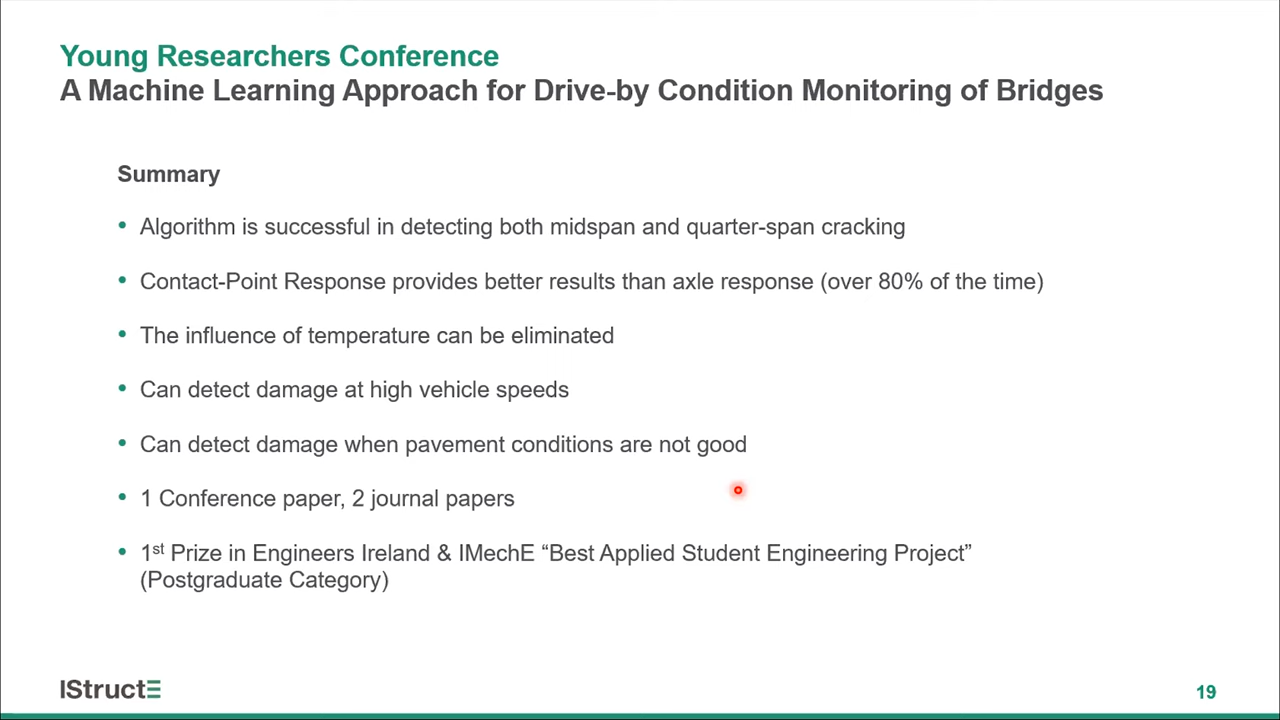 Young Researchers Conference
A Machine Learning Approach for Drive-by Condition Monitoring of Bridges
Summary
• Algorithm is successful in detecting both midspan and quarter-span cracking
• Contact-Point Response provides better results than axle response (over 80% of the time)
• The influence of temperature can be eliminated
• Can detect damage at high vehicle speeds
• Can detect damage when pavement conditions are not good
• 1 Conference paper, 2 journal papers
• 1st Prize in Engineers Ireland & IMechE “Best Applied Student Engineering Project”
(Postgraduate Category)
IStructE
19